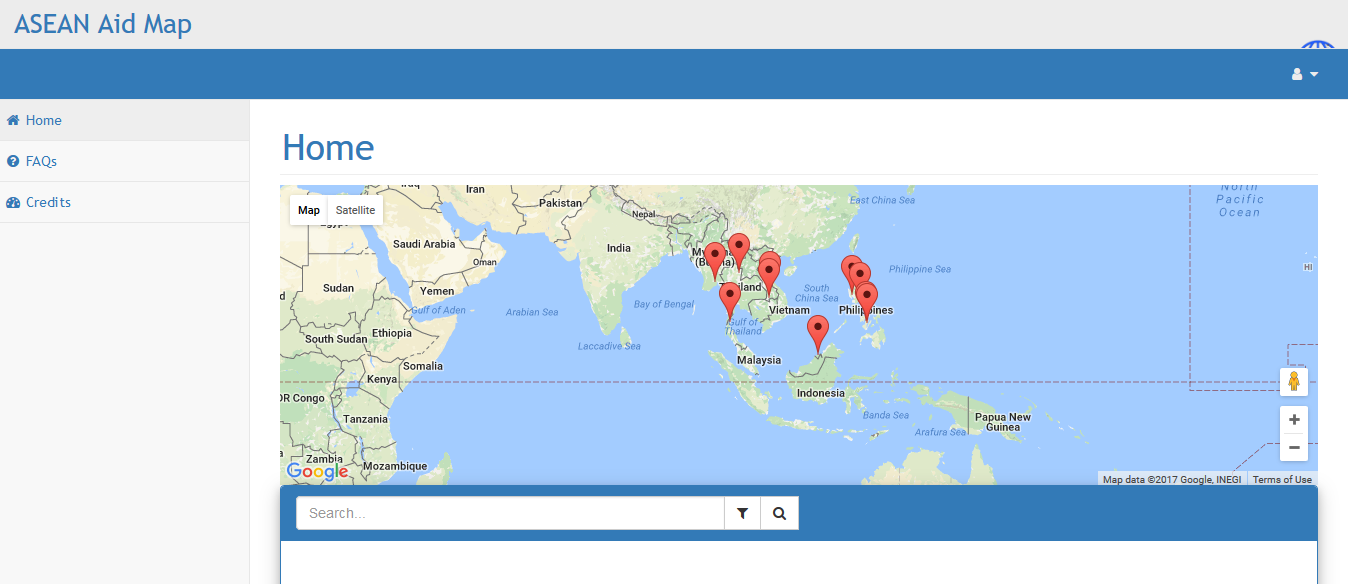 ASEAN Aid Map
Home
FAQs
Credits
Home
Map Satellite
Iran
Pakistan
Nepal
East China Sea
North
Pacific
Ocean
Saudi Arabia
India
Oman
Philippine Sea
HI
Sudan
Yemen
Thailand
South
China Sea
Bay of Bengal
Arabian Sea
Gulf of Aden
Vietnam
Philippines
Ethiopia
Gulf of
Thailand
South Sudan
Laccadive Sea
Malaysia
Somalia
Kenya
DR Congo
Indonesia
Tanzania
Banda Sea
Papua New
Guinea
Arafura Sea
Zambia
Mozambique
Google
Map data ©2017 Google, INEGI Terms of Use
Search...